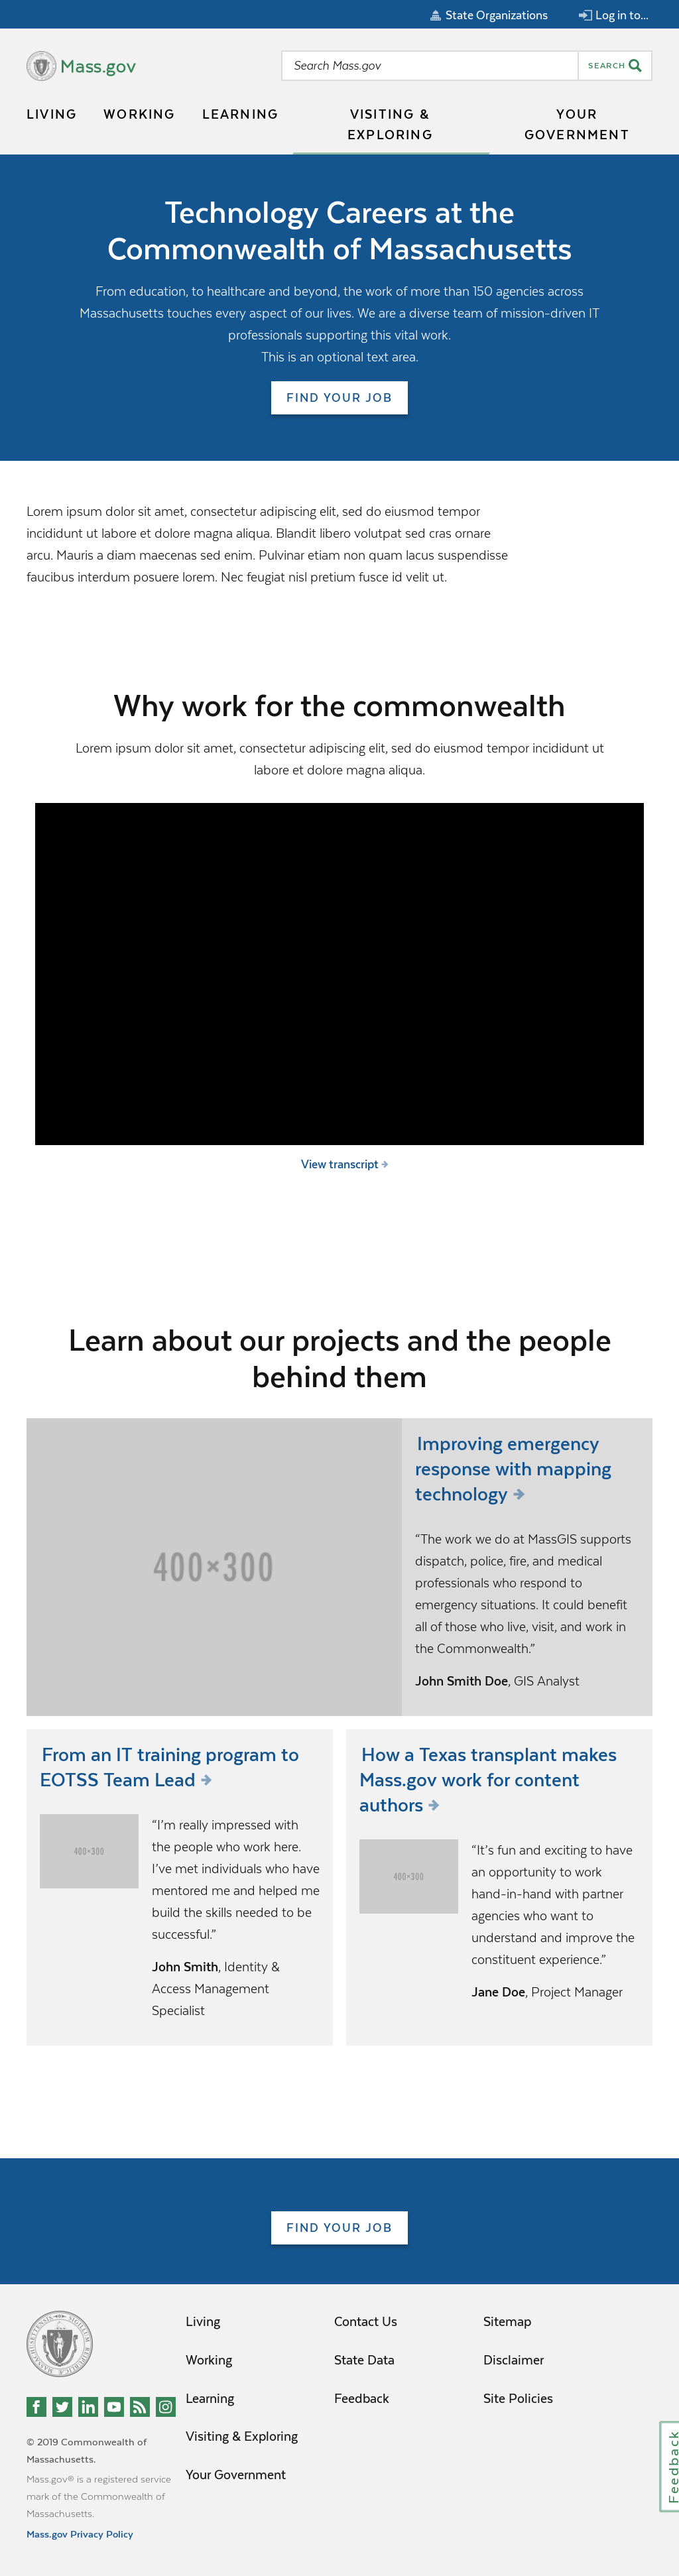 State Organizations
Log in to...
Mass.gov
Search Mass.gov
SEARCH
LIVING
WORKING
LEARNING
VISITING &
EXPLORING
YOUR
GOVERNMENT
Technology Careers at the
Commonwealth of Massachusetts
From education, to healthcare and beyond, the work of more than 150 agencies across
Massachusetts touches every aspect of our lives. We are a diverse team of mission-driven IT
professionals supporting this vital work.
This is an optional text area.
FIND YOUR JOB
Lorem ipsum dolor sit amet, consectetur adipiscing elit, sed do eiusmod tempor
incididunt ut labore et dolore magna aliqua. Blandit libero volutpat sed cras ornare
arcu. Mauris a diam maecenas sed enim. Pulvinar etiam non quam lacus suspendisse
faucibus interdum posuere lorem. Nec feugiat nisl pretium fusce id velit ut.
Why work for the commonwealth
Lorem ipsum dolor sit amet, consectetur adipiscing elit, sed do eiusmod tempor incididunt ut
labore et dolore magna aliqua.
View transcript
Learn about our projects and the people
behind them
400×300
Improving emergency
response with mapping
technology
“The work we do at MassGIS supports
dispatch, police, fire, and medical
professionals who respond to
emergency situations. It could benefit
all of those who live, visit, and work in
the Commonwealth.”
John Smith Doe, GIS Analyst
From an IT training program to
EOTSS Team Lead
400×300
“I’m really impressed with
the people who work here.
I’ve met individuals who have
mentored me and helped me
build the skills needed to be
successful.”
John Smith, Identity &
Access Management
Specialist
How a Texas transplant makes
Mass.gov work for content
authors
400×300
“It’s fun and exciting to have
an opportunity to work
hand-in-hand with partner
agencies who want to
understand and improve the
constituent experience.”
Jane Doe, Project Manager
FIND YOUR JOB
Living
Working
Learning
Visiting & Exploring
Your Government
Contact Us
State Data
Feedback
Sitemap
Disclaimer
Site Policies
© 2019 Commonwealth of
Massachusetts.
Mass.gov® is a registered service
mark of the Commonwealth of
Massachusetts.
Mass.gov Privacy Policy
Feedback